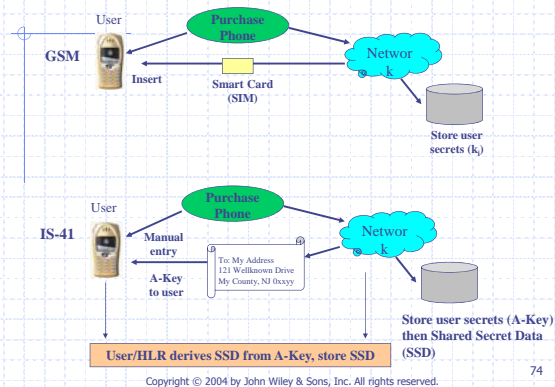 User
Purchase
Phone
GSM
Networ
k
Insert
Smart Card
(SIM)
Store user
secrets (ki)
User
Purchase
Phone
IS-41
Networ
k
Manual
entry
A-Key
to user
To: My Address
121 Wellknown Drive
My County, NJ 0xxyy
Store user secrets (A-Key)
then Shared Secret Data
(SSD)
User/HLR derives SSD from A-Key, store SSD
74
Copyright © 2004 by John Wiley & Sons, Inc. All rights reserved.